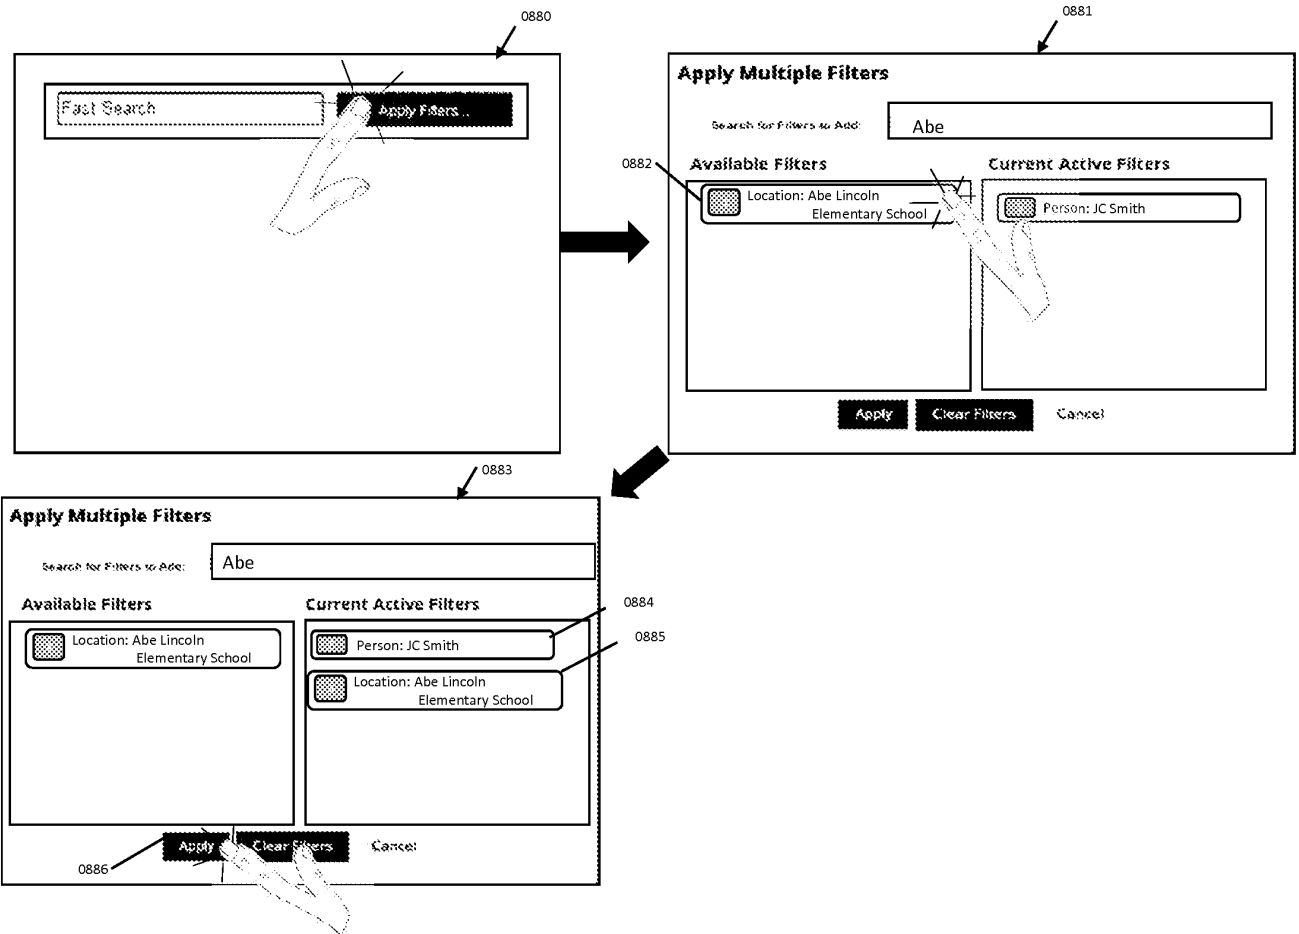 0880
Fast Search
Apply Filters ..
0881
Apply Multiple Filters
Search for Filters to Add:
Abe
0882
Available Filters
Current Active Filters
Location: Abe Lincoln
Elementary School
Person: JC Smith
Apply
Clear Filters
Cancel
0883
Apply Multiple Filters
Search for Filters to Add:
Abe
Available Filters
Current Active Filters
0884
0885
Location: Abe Lincoln
Elementary School
Person: JC Smith
Location: Abe Lincoln
Elementary School
Apply
Clear Filters
Cancel
0886